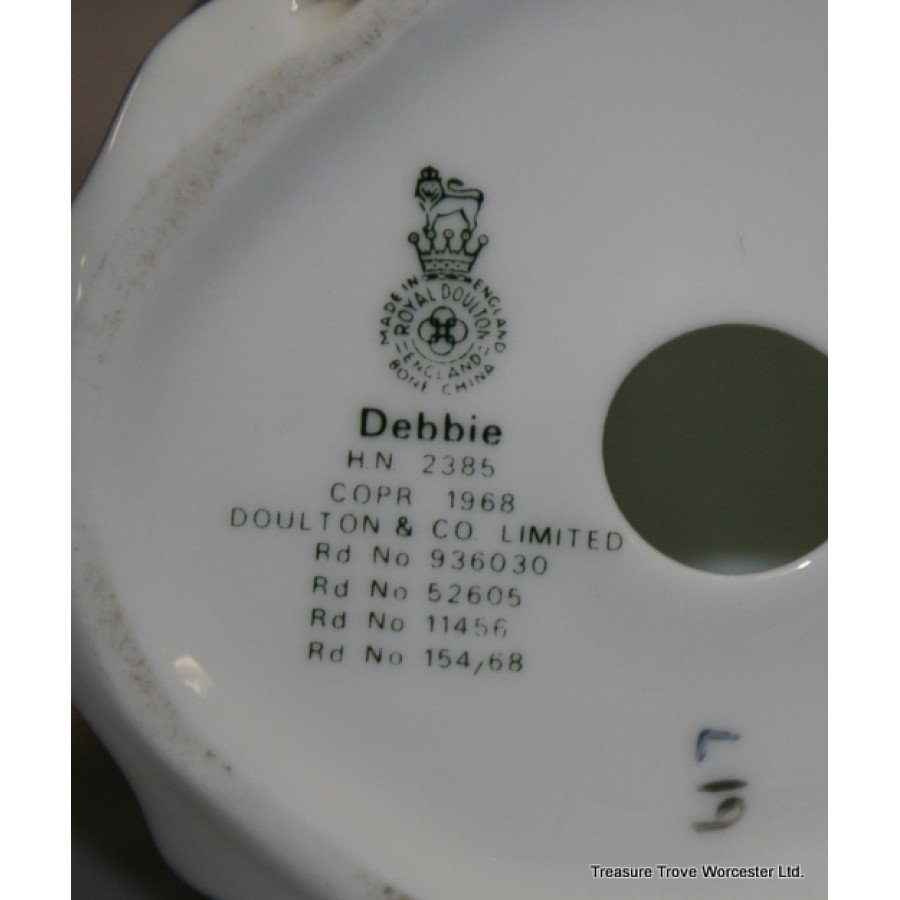 MADE IN ENGLAND
ROYAL DOULTON
ENGLAND
BONE CHINA
Debbie
H.N. 2385
COPR 1968
DOULTON & CO. LIMITED
Rd No 936030
Rd No 52605
Rd No 11456
Rd No 154/68
Treasure Trove Worcester Ltd.